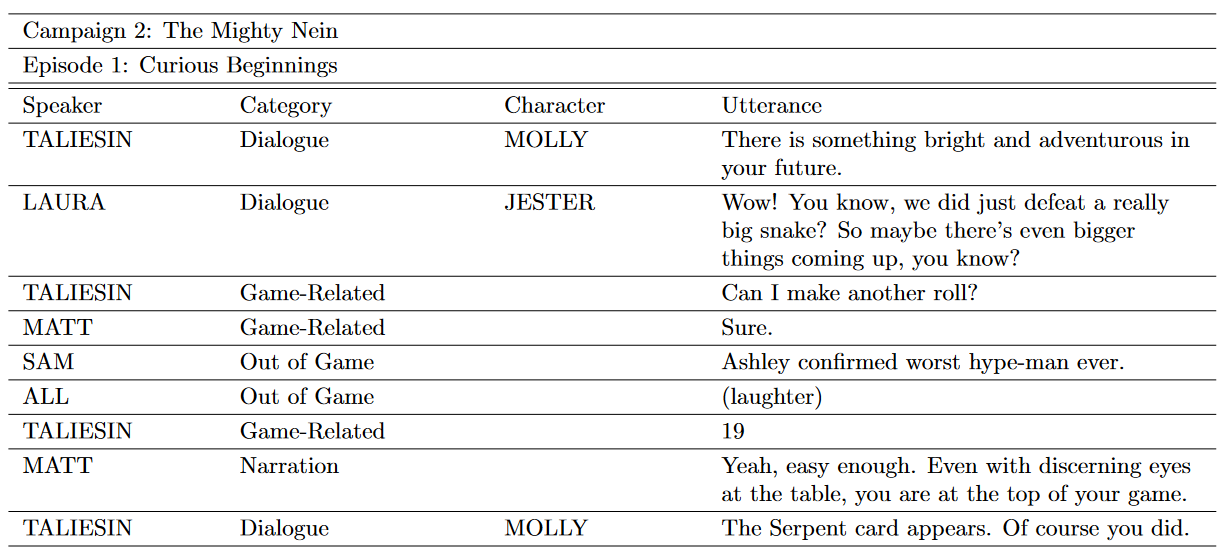 Campaign 2: The Mighty Nein
Episode 1: Curious Beginnings
Speaker Category Character Utterance
TALIESIN Dialogue MOLLY There is something bright and adventurous in
your future.
LAURA Dialogue JESTER Wow! You know, we did just defeat a really
big snake? So maybe there's even bigger
things coming up, you know?
TALIESIN Game-Related Can I make another roll?
MATT Game-Related Sure.
SAM Out of Game Ashley confirmed worst hype-man ever.
ALL Out of Game (laughter)
TALIESIN Game-Related 19
MATT Narration Yeah, easy enough. Even with discerning eyes
at the table, you are at the top of your game.
TALIESIN Dialogue MOLLY The Serpent card appears. Of course you did.